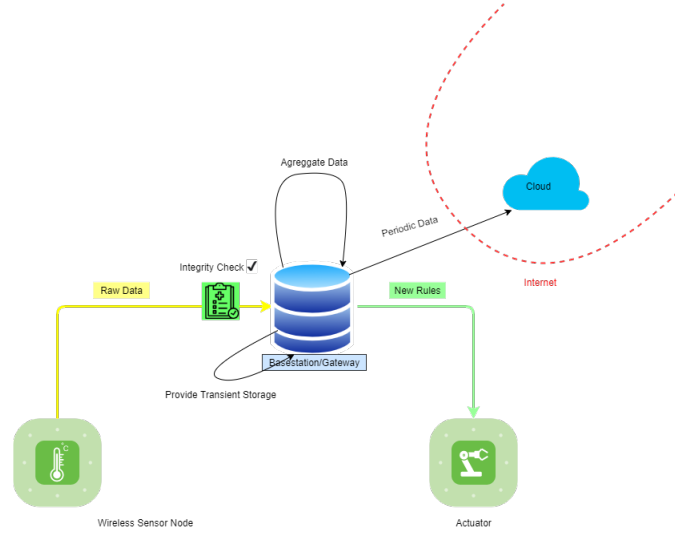 Agreggate Data
Cloud
Periodic Data
Integrity Check
Internet
Raw Data
New Rules
Basestation/Gateway
Provide Transient Storage
°C
Wireless Sensor Node
Actuator